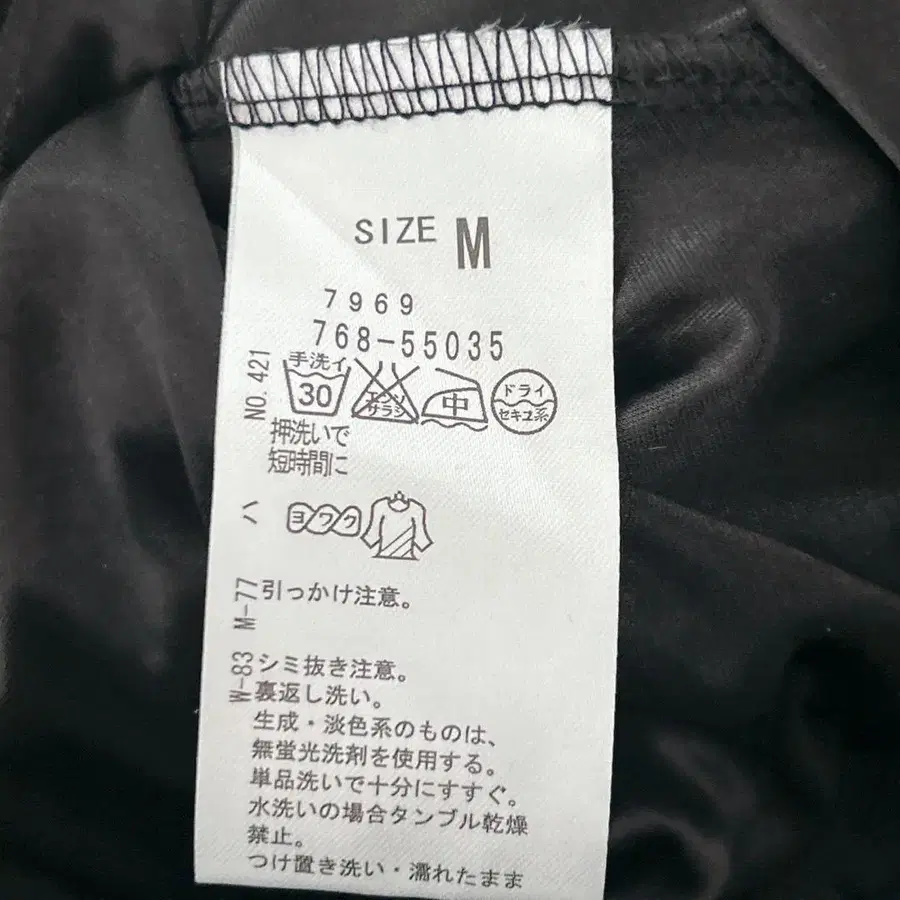 SIZE M
7969
768-55035
手洗イ
30
エンソ
サラシ
中
ドライ
セキユ系
押洗いで
短時間に
ヨワク
引っかけ注意。
シミ抜き注意。
裏返し洗い。
生成・淡色系のものは、
無蛍光洗剤を使用する。
単品洗いで十分にすすぐ。
水洗いの場合タンブル乾燥
禁止。
つけ置き洗い・濡れたまま
NO.421
ハ
M-77
W-83